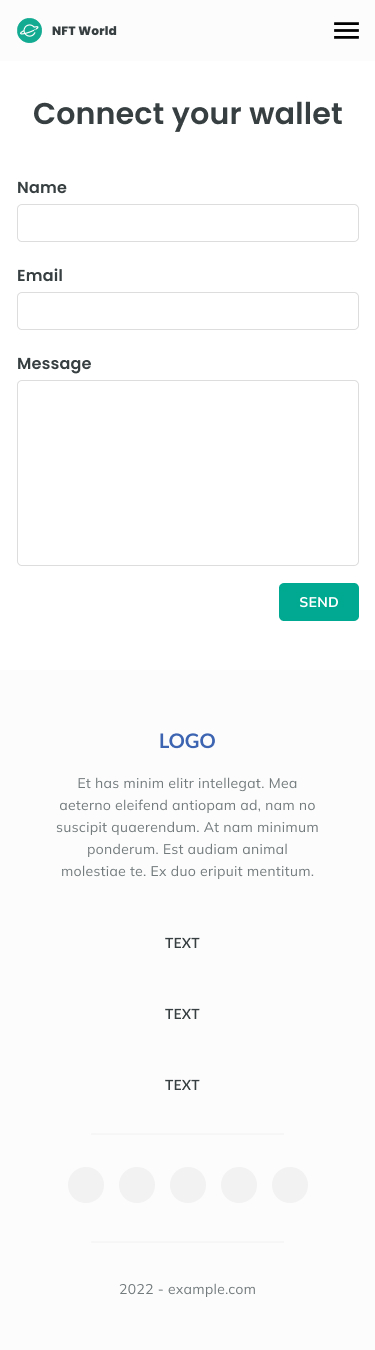 NFT World
Connect your wallet
Name
Email
Message
SEND
LOGO
Et has minim elitr intellegat. Mea
aeterno eleifend antiopam ad, nam no
suscipit quaerendum. At nam minimum
ponderum. Est audiam animal
molestiae te. Ex duo eripuit mentitum.
TEXT
TEXT
TEXT
2022 - example.com